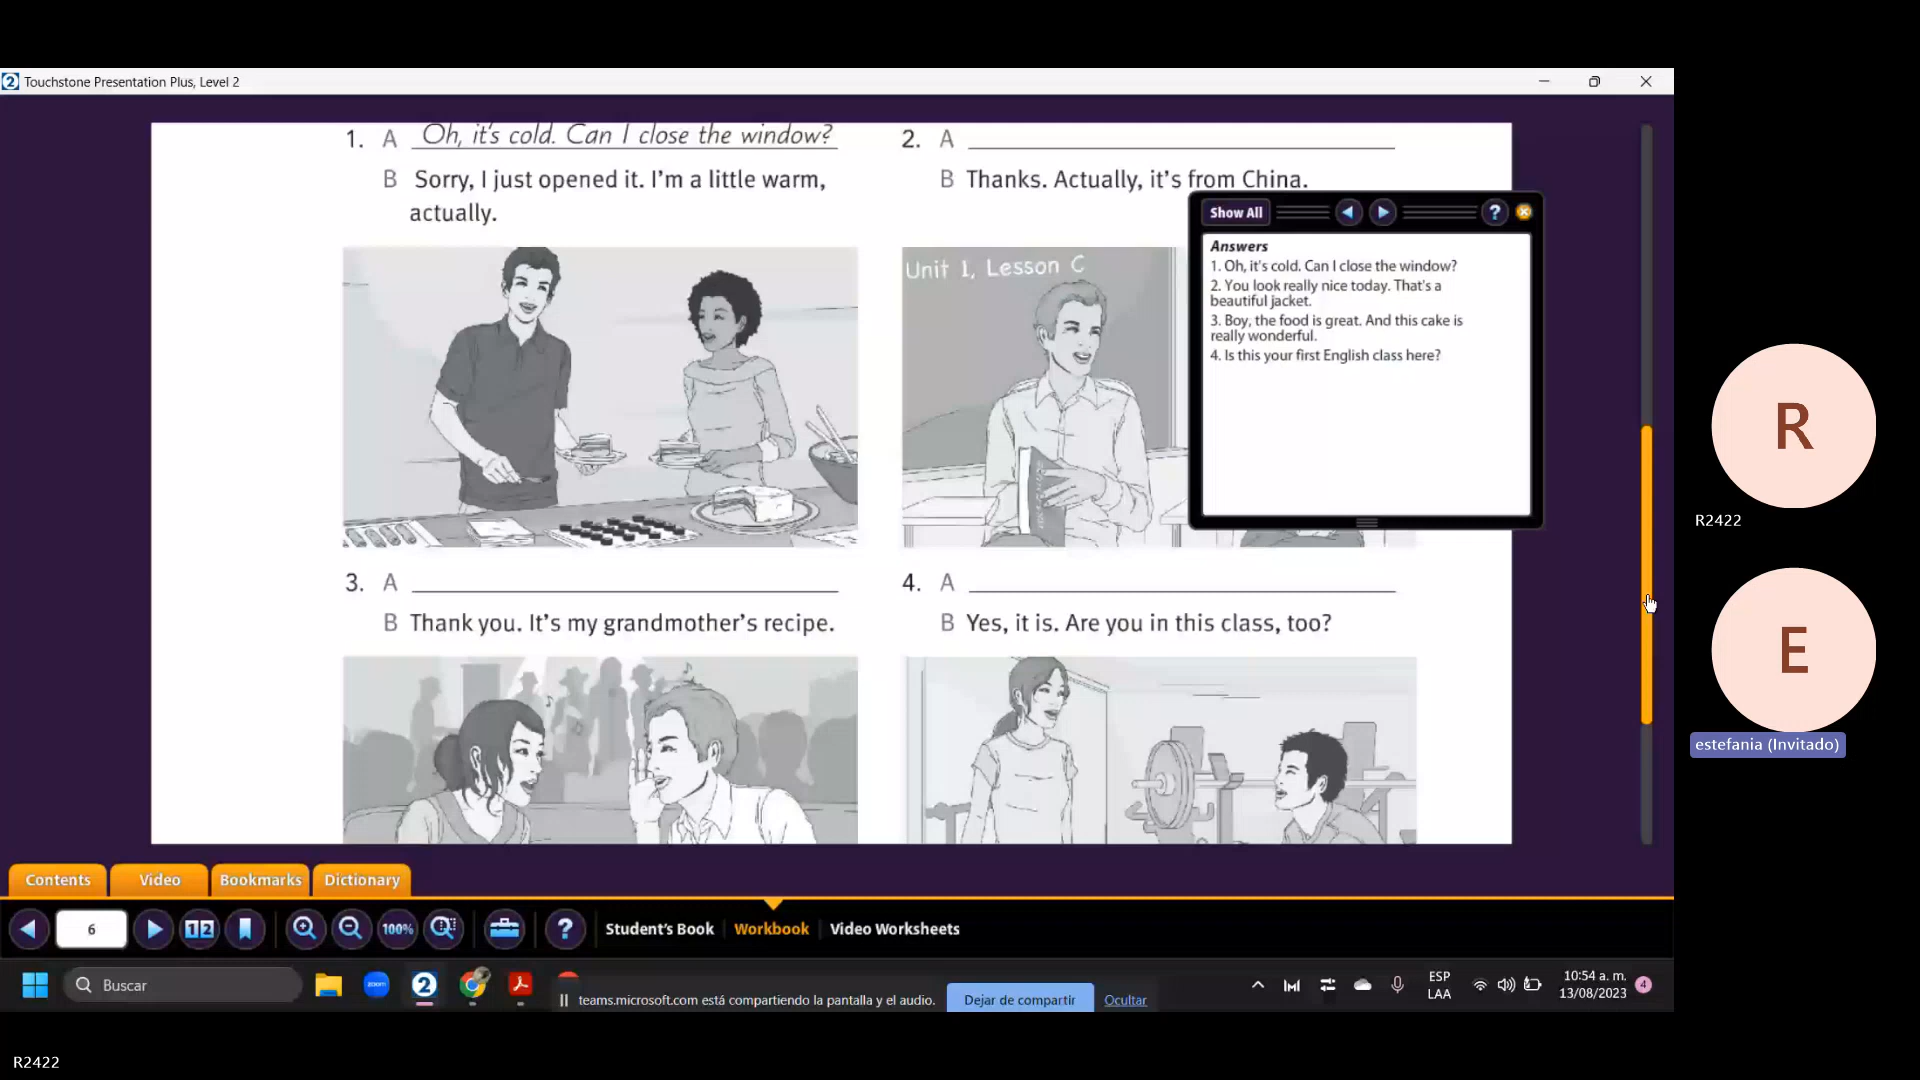 Touchstone Presentation Plus, Level 2
1. A Oh, it's cold. Can I close the window?
B Sorry, I just opened it. I'm a little warm,
actually.
2. A
B Thanks. Actually, it's from China.
Show All
Answers
1. Oh, it's cold. Can I close the window?
2. You look really nice today. That's a
beautiful jacket.
3. Boy, the food is great. And this cake is
really wonderful.
4. Is this your first English class here?
Unit 1, Lesson C
3. A
B Thank you. It's my grandmother's recipe.
4. A
B Yes, it is. Are you in this class, too?
R
R2422
E
estefania (Invitado)
Contents Video Bookmarks Dictionary
6 12 100% ? Student's Book Workbook Video Worksheets
Buscar
zoom
2
teams.microsoft.com está compartiendo la pantalla y el audio. Dejar de compartir Ocultar
ESP
LAA
10:54 a. m.
13/08/2023
4
R2422